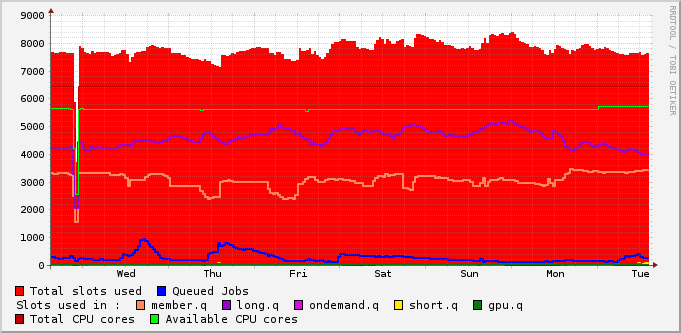 9000
8000
7000
6000
5000
4000
3000
2000
1000
0
Wed Thu Fri Sat Sun Mon Tue
RRDTOOL / TOBI OETIKER
Total slots used Queued Jobs
Slots used in : member.q long.q ondemand.q short.q gpu.q
Total CPU cores Available CPU cores